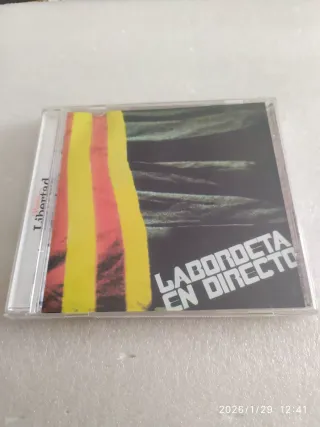 Libertad
LABORDETA
EN DIRECTO
2026/1/29 12:41